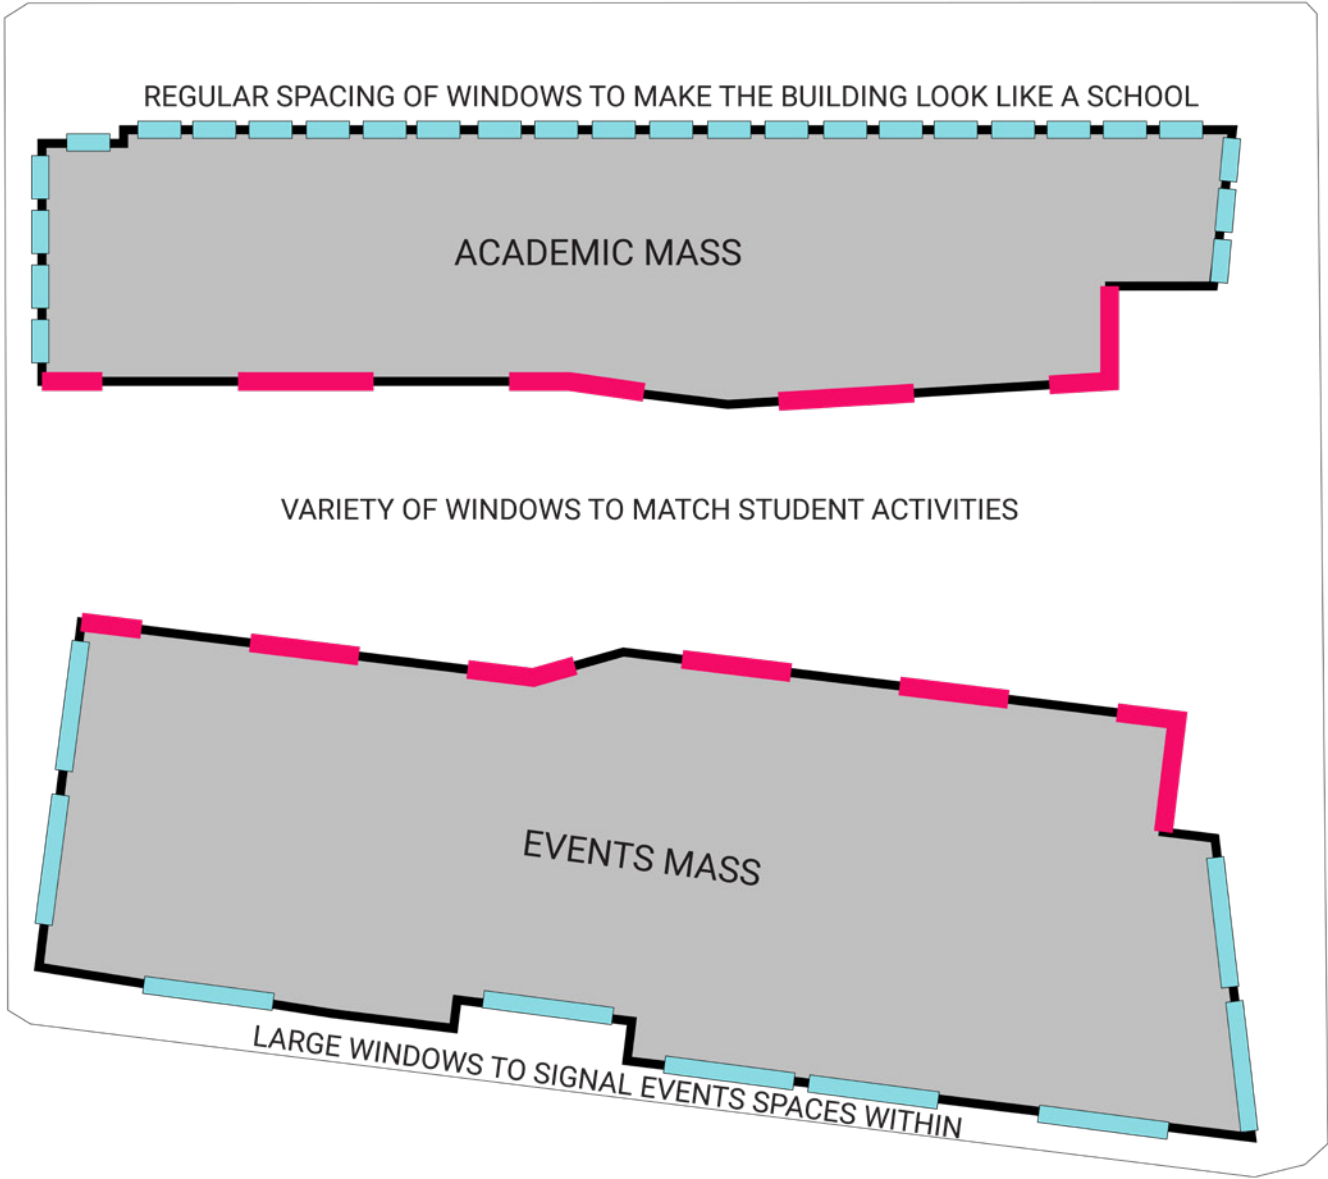 REGULAR SPACING OF WINDOWS TO MAKE THE BUILDING LOOK LIKE A SCHOOL
ACADEMIC MASS
VARIETY OF WINDOWS TO MATCH STUDENT ACTIVITIES
EVENTS MASS
LARGE WINDOWS TO SIGNAL EVENTS SPACES WITHIN